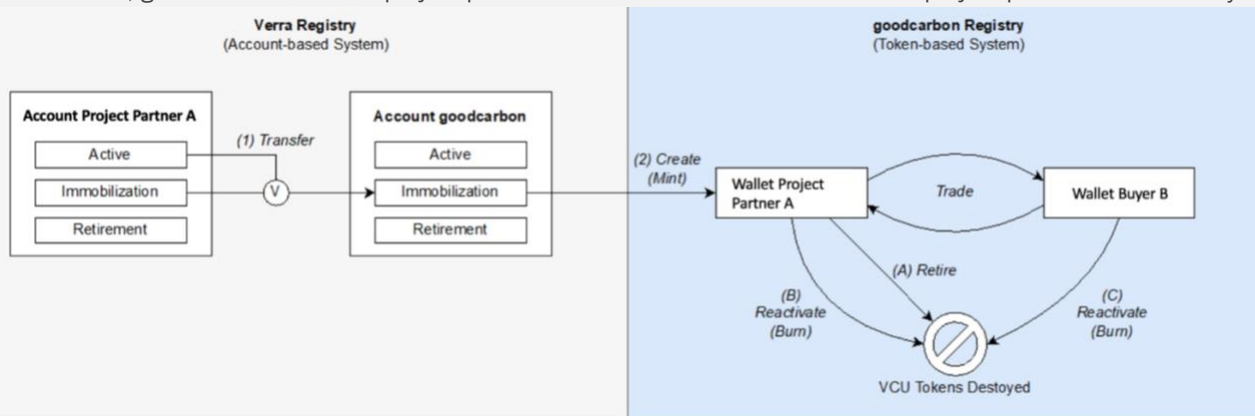 Verra Registry
(Account-based System)
Account Project Partner A
Active
Immobilization
Retirement
(1) Transfer
V
Account goodcarbon
Active
Immobilization
Retirement
goodcarbon Registry
(Token-based System)
(2) Create
(Mint)
Wallet Project
Partner A
Trade
Wallet Buyer B
(A) Retire
(B)
Reactivate
(Burn)
(C)
Reactivate
(Burn)
VCU Tokens Destoyed